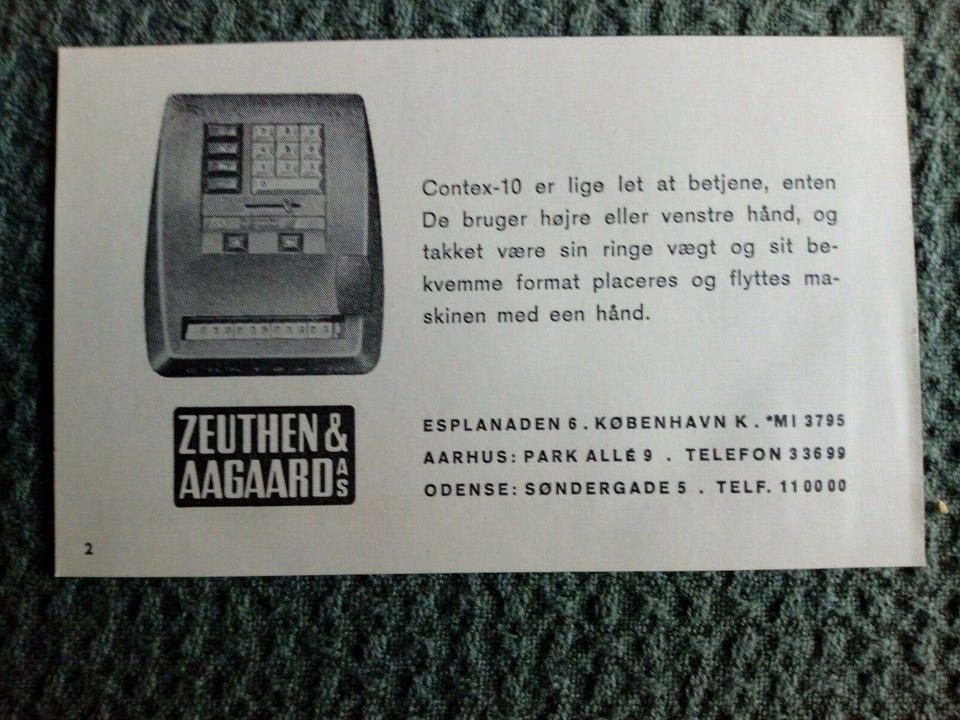 Contex-10 er lige let at betjene, enten
De bruger højre eller venstre hånd, og
takket være sin ringe vægt og sit be-
kvemme format placeres og flyttes ma-
skinen med een hånd.
ZEUTHEN &
AAGAARD AS
ESPLANADEN 6 . KØBENHAVN K . *MI 3795
AARHUS: PARK ALLÉ 9 . TELEFON 33699
ODENSE: SØNDERGADE 5 . TELF. 110000
2